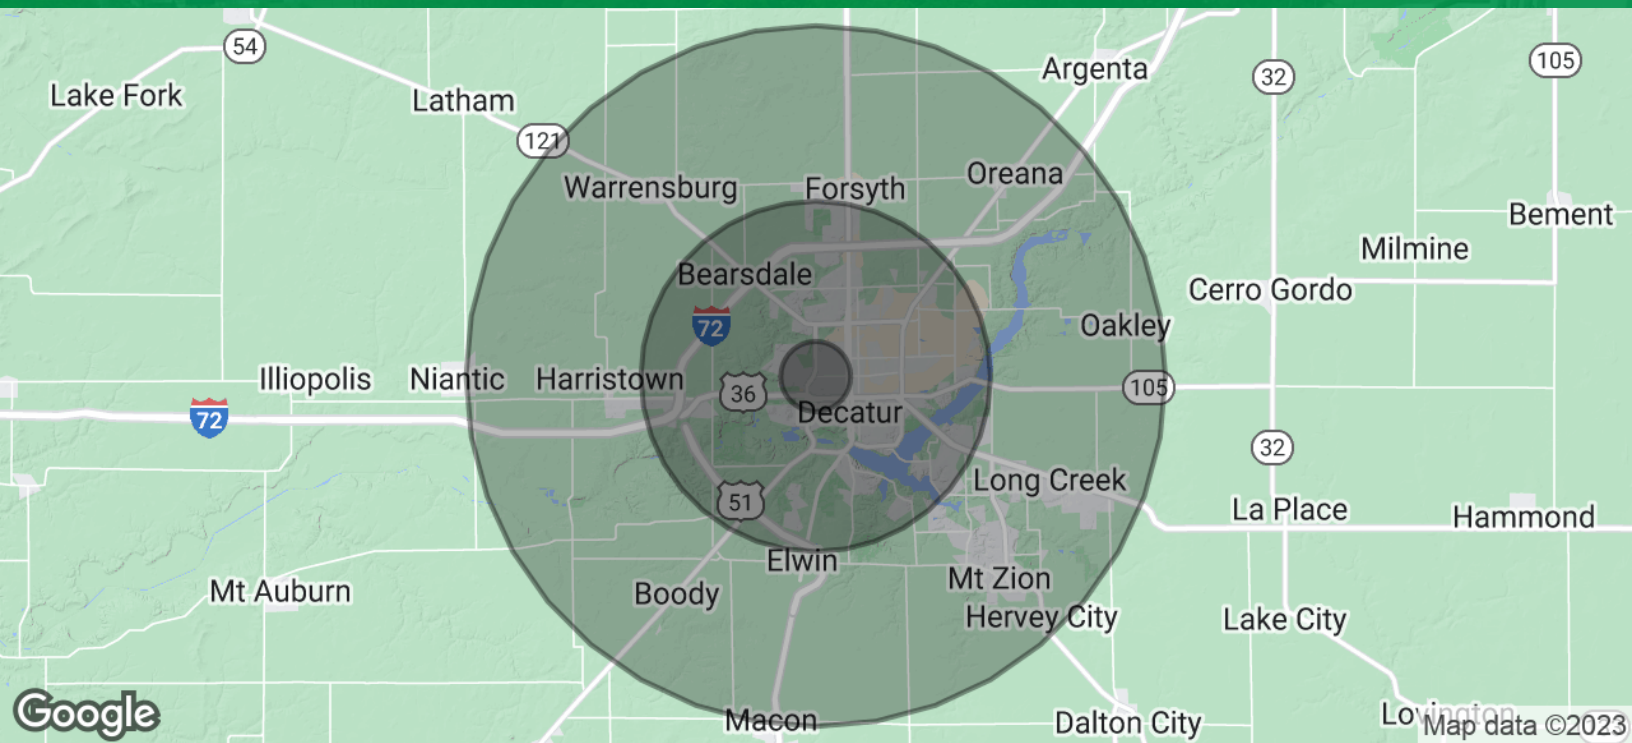 54
105
Argenta
32
Lake Fork
Latham
121
Oreana
Warrensburg
Forsyth
Bement
Milmine
Bearsdale
Cerro Gordo
72
Oakley
Illiopolis
Niantic
Harristown
36
105
72
Decatur
32
Long Creek
51
La Place
Hammond
Elwin
Mt Zion
Mt Auburn
Boody
Hervey City
Lake City
Google
Macon
Dalton City
Lovington
Map data ©2023